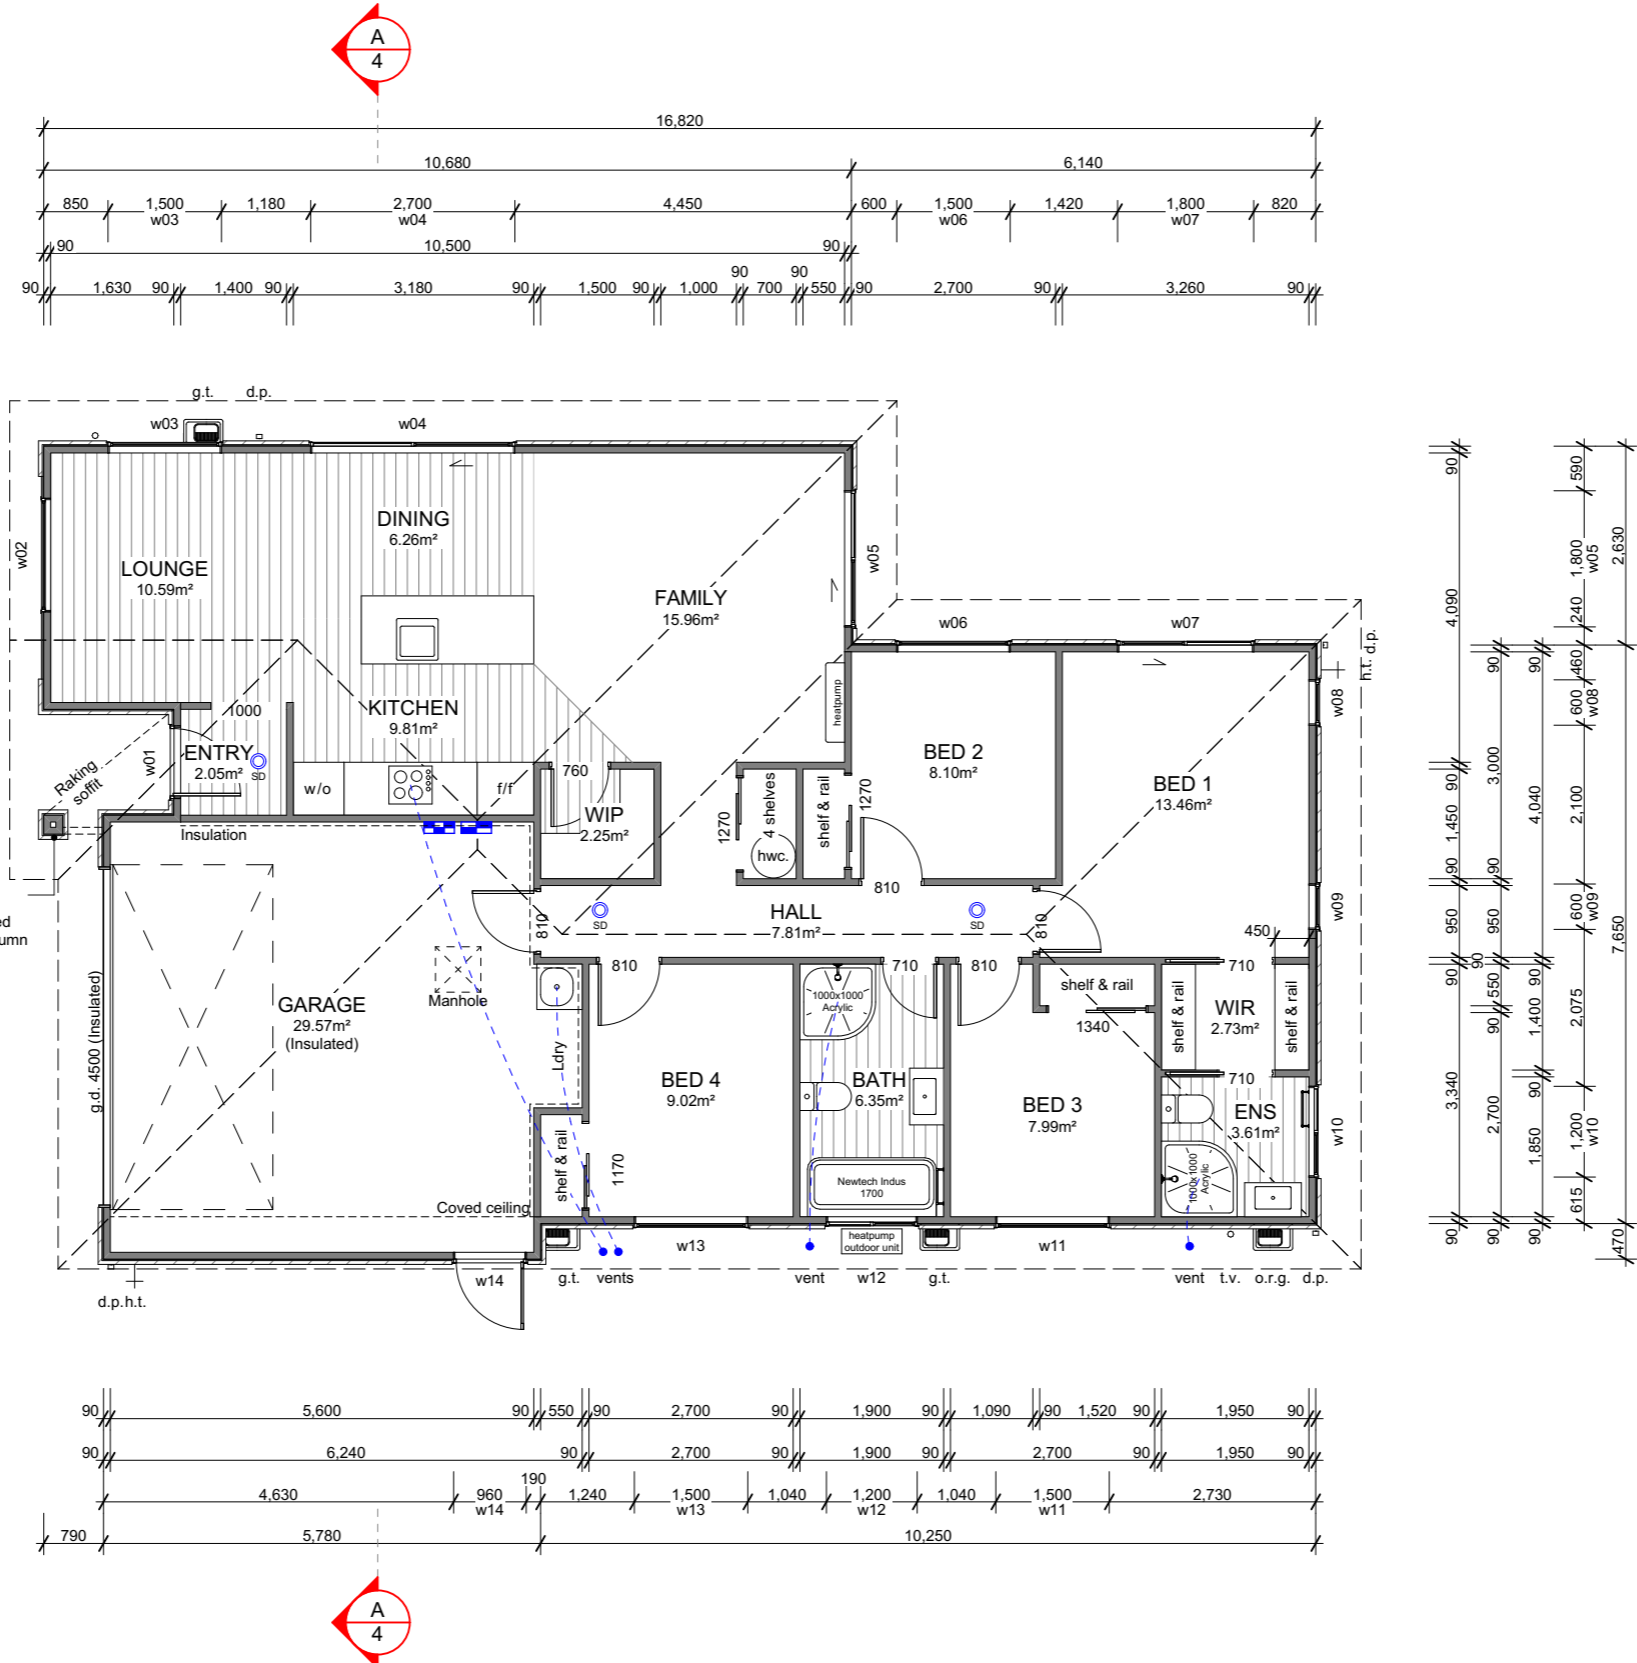 A
4
16,820
10,680 6,140
850 1,500 1,180 2,700 4,450 600 1,500 1,420 1,800 820
w03 w04 w06 w07
90 10,500 90
90 90
90 1,630 90 1,400 90 3,180 90 1,500 90 1,000 700 550 90 2,700 90 3,260 90
g.t. d.p.
w03 w04
w02
DINING
6.26m²
LOUNGE
10.59m²
FAMILY
15.96m²
w05
w06 w07
h.t. d.p.
w08
heatpump
1000
KITCHEN
9.81m²
ENTRY
2.05m²
SD
w01
Raking
soffit
BED 2
8.10m²
BED 1
13.46m²
w/o
f/f
760
WIP
2.25m²
1270
4 shelves
hwc.
shelf & rail
1270
Insulation
810
HALL
7.81m²
SD
SD
810
810
w09
450
ed
umn
g.d. 4500 (Insulated)
GARAGE
29.57m²
(Insulated)
Manhole
810
710
810
710
1000x1000
Acrylic
shelf & rail
1340
shelf & rail
WIR
2.73m²
shelf & rail
Ldry
BED 4
9.02m²
BATH
6.35m²
BED 3
7.99m²
710
ENS
3.61m²
w10
shelf & rail
1170
Newtech Indus
1700
1000x1000
Acrylic
Coved ceiling
w13
heatpump
outdoor unit
w11
w14 g.t. vents vent w12 g.t. vent t.v. o.r.g. d.p.
d.p.h.t.
90 4,090 90 1,450 90 950 90 3,340 90
90 3,000 90 950 90 550 90 2,700 90
90 4,040 90 1,400 90 1,850 90
590 1,800 240 460 600 2,100 600 2,075 1,200 615
w05 w08 w09 w10
2,630 7,650 470
90 5,600 90 550 90 2,700 90 1,900 90 1,090 90 1,520 90 1,950 90
90 6,240 90 2,700 90 1,900 90 2,700 90 1,950 90
190
4,630 960 1,240 1,500 1,040 1,200 1,040 1,500 2,730
w14 w13 w12 w11
790 5,780 10,250
A
4